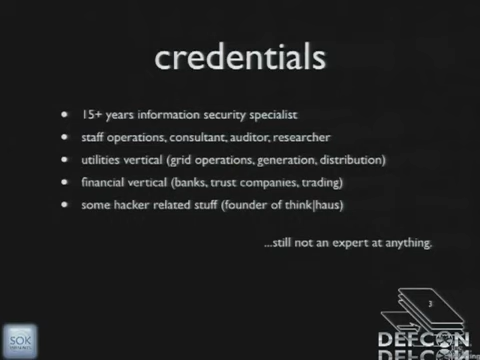 credentials
• 15+ years information security specialist
• staff operations, consultant, auditor, researcher
• utilities vertical (grid operations, generation, distribution)
• financial vertical (banks, trust companies, trading)
• some hacker related stuff (founder of think|haus)
...still not an expert at anything.
3
SOK
DEFCON